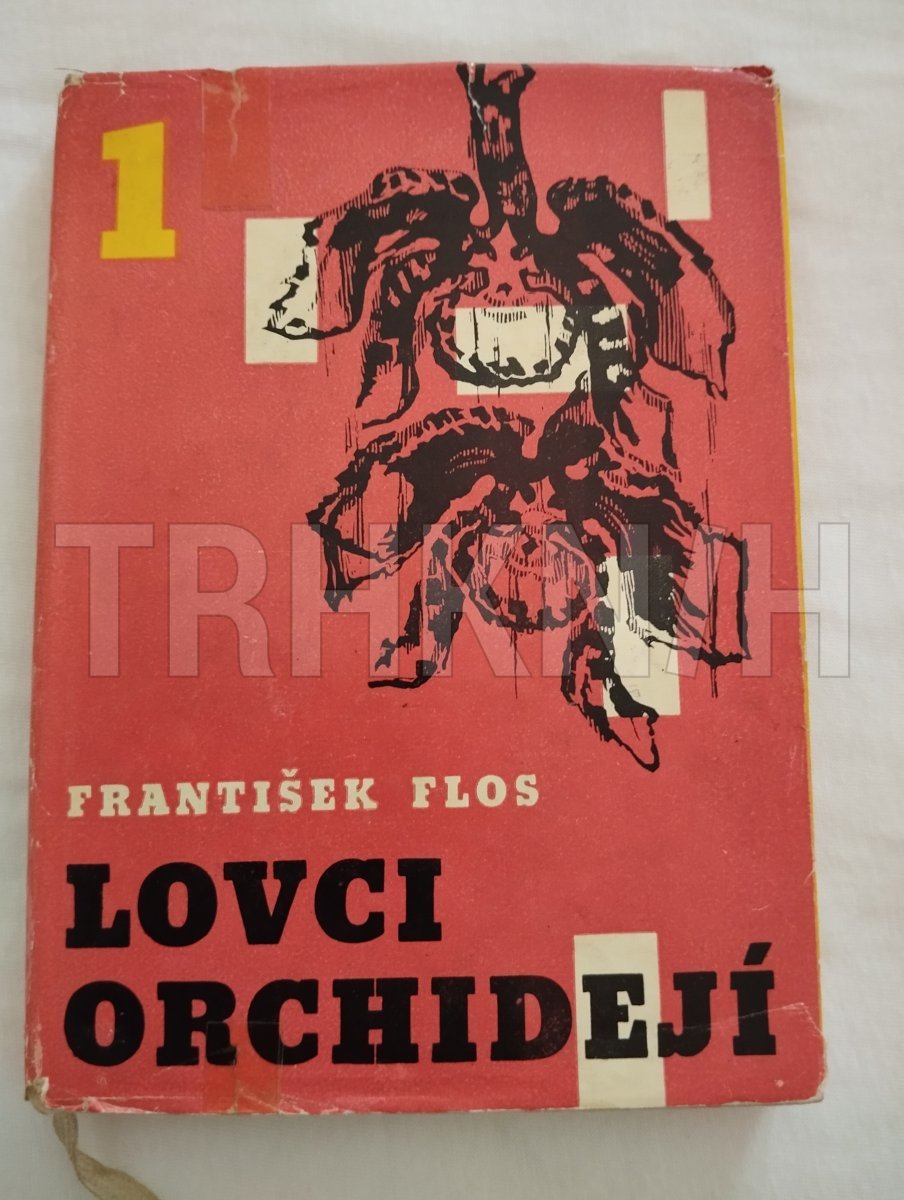 1
TRHKNIH
FRANTIŠEK FLOS
LOVCI
ORCHIDEJÍ